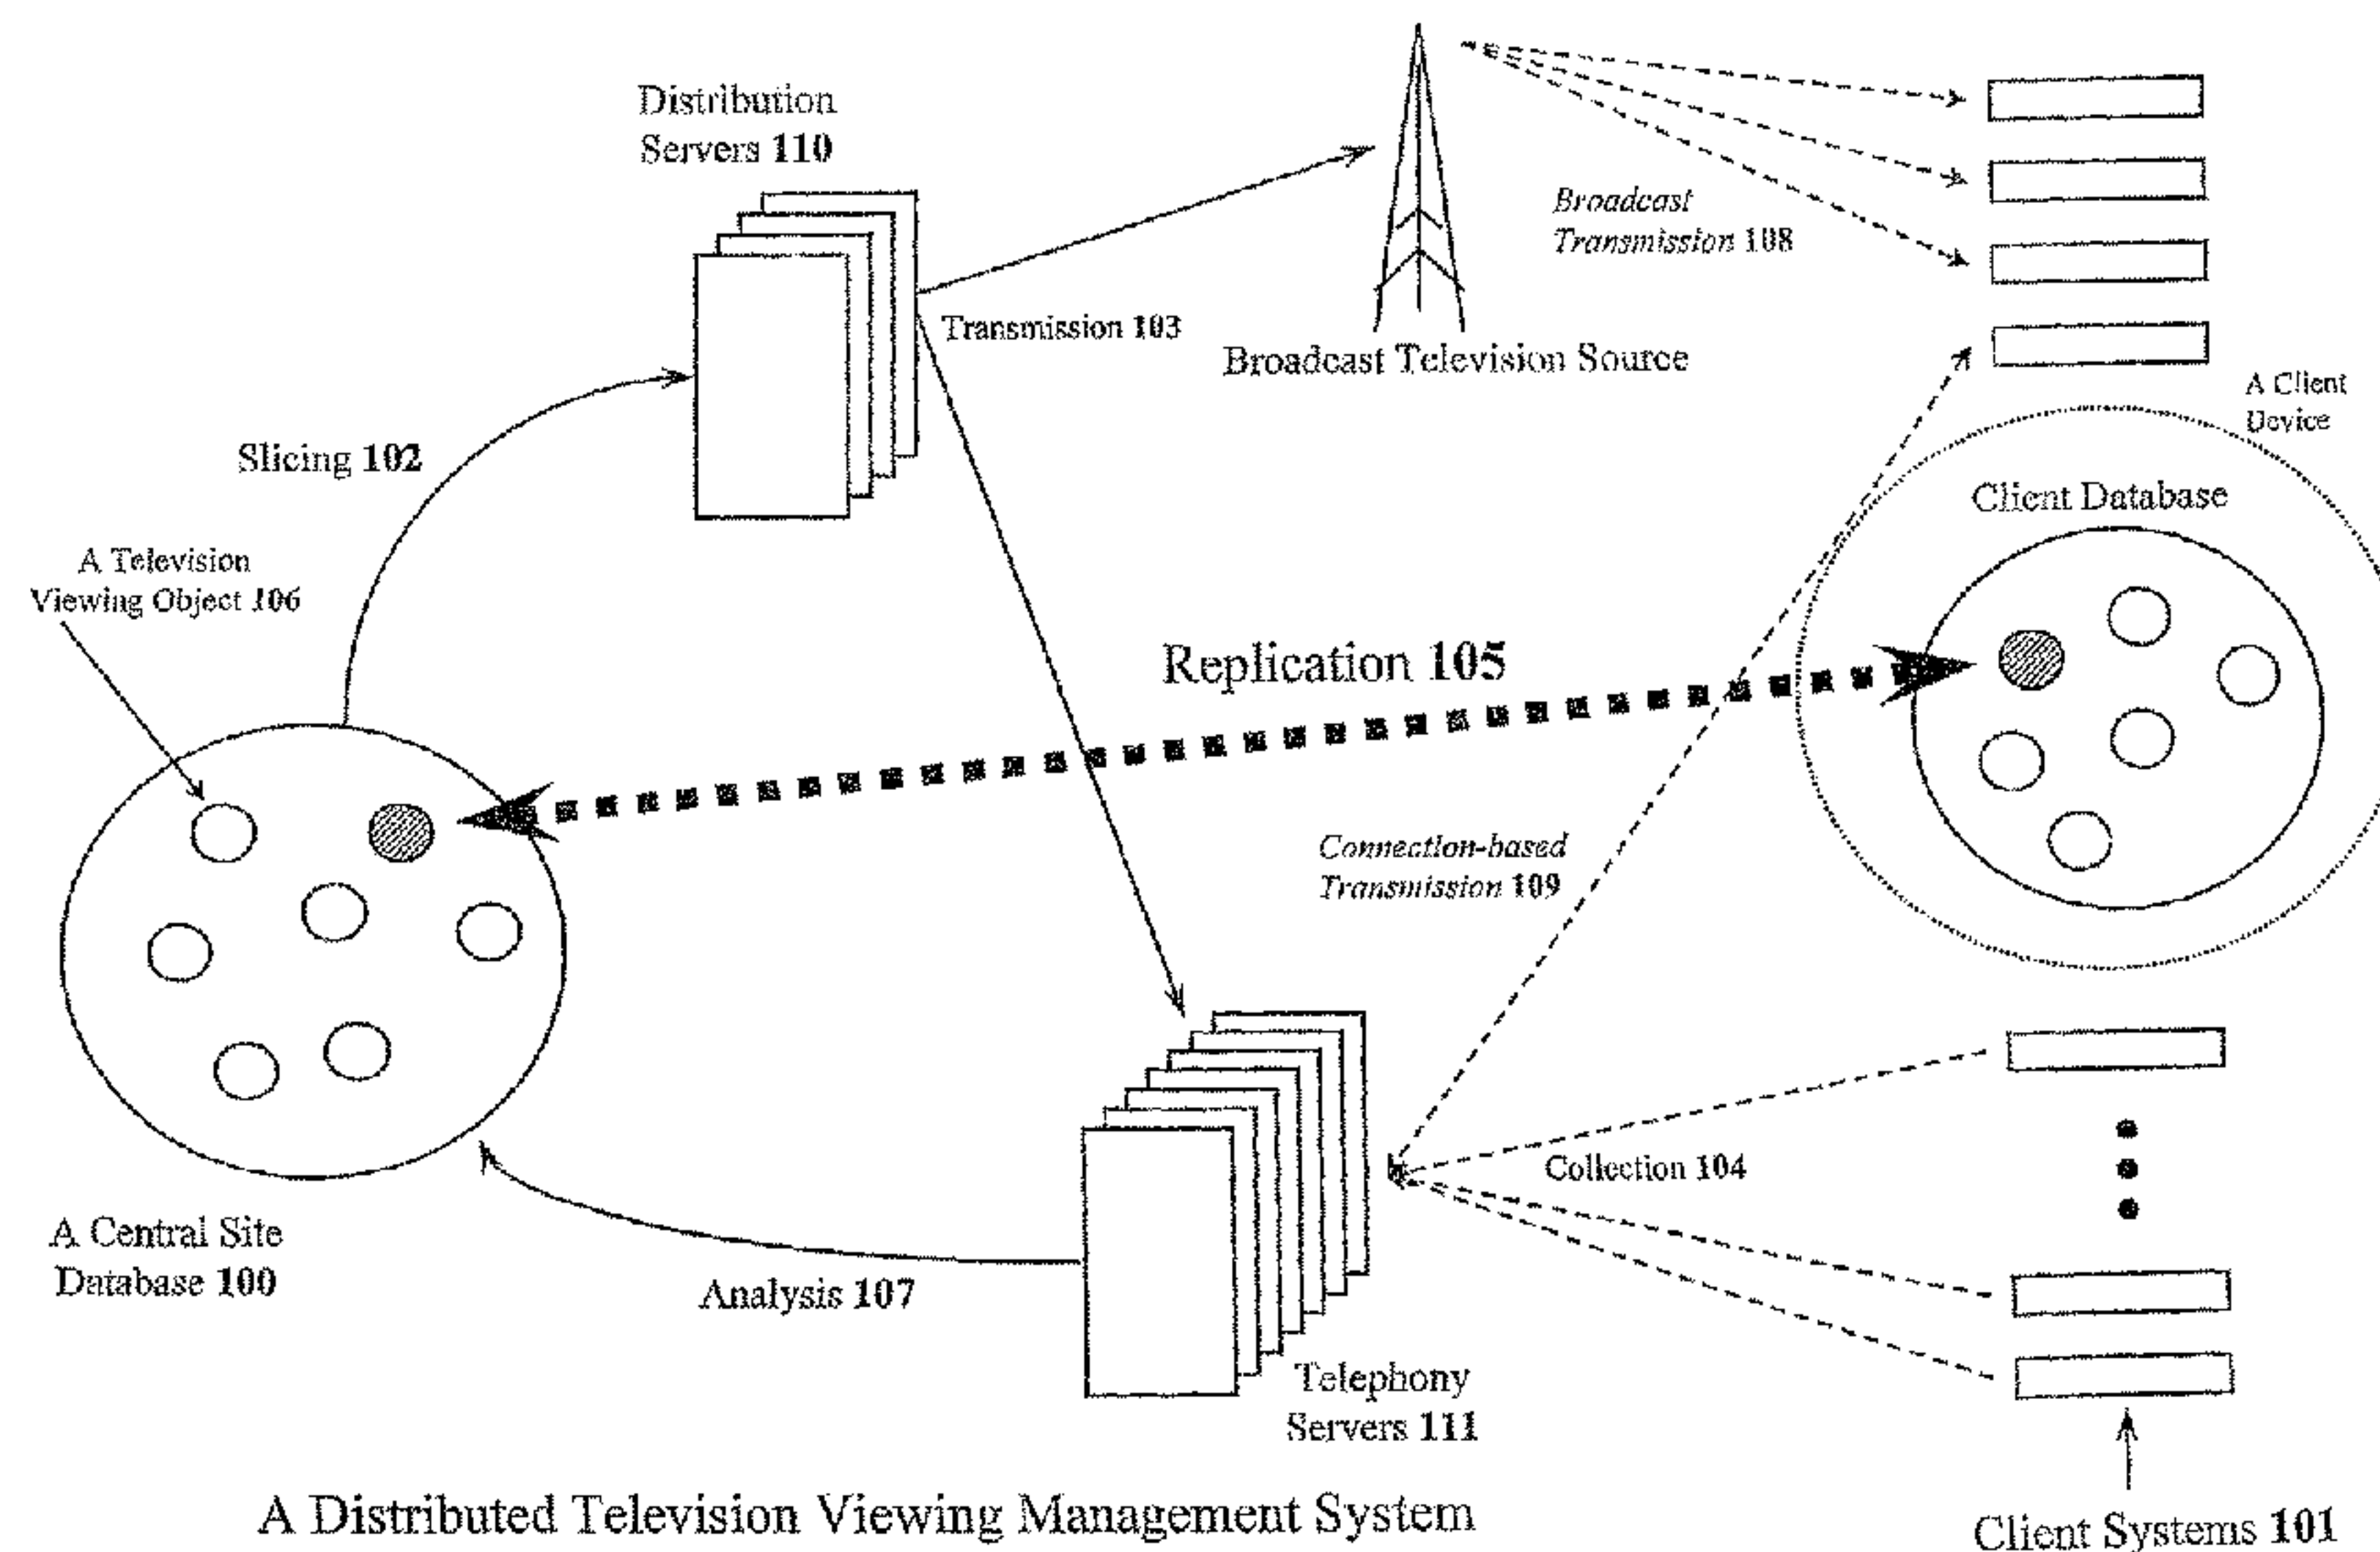 Distribution
Servers 110
Broadcast
Transmission 108
Transmission 103
Broadcast Television Source
A Client
Device
Slicing 102
Client Database
A Television
Viewing Object 106
Replication 105
Connection-based
Transmission 109
Collection 104
A Central Site
Database 100
Analysis 107
Telephony
Servers 111
A Distributed Television Viewing Management System
Client Systems 101